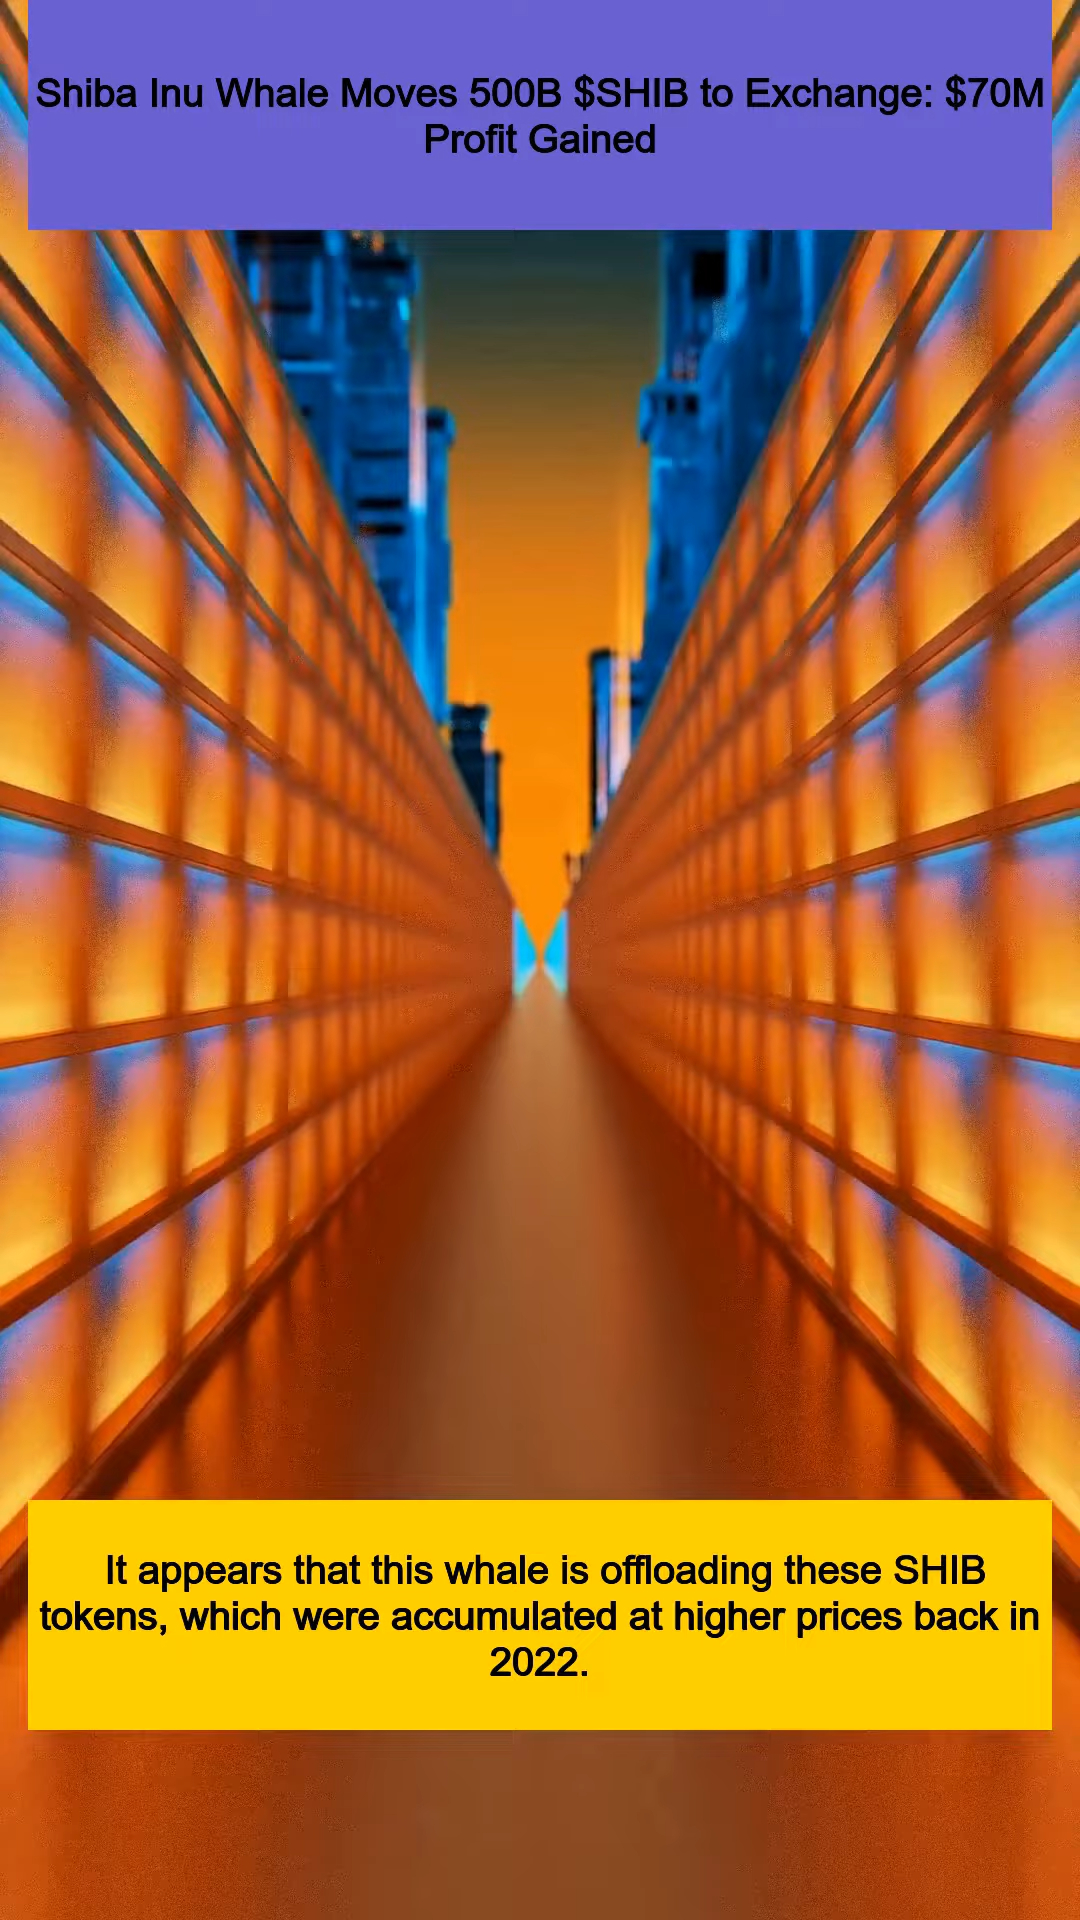 Shiba Inu Whale Moves 500B $SHIB to Exchange: $70M
Profit Gained
It appears that this whale is offloading these SHIB
tokens, which were accumulated at higher prices back in
2022.